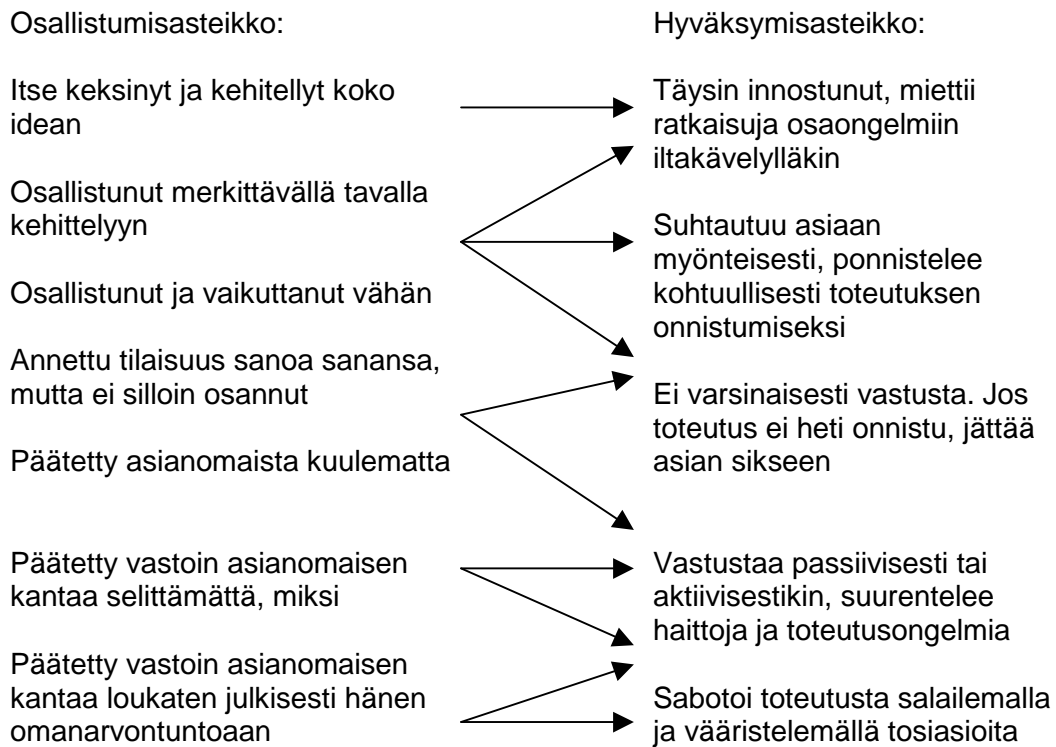 Osallistumisasteikko:
Itse keksinyt ja kehitellyt koko
idean
Osallistunut merkittävällä tavalla
kehittelyyn
Osallistunut ja vaikuttanut vähän
Annettu tilaisuus sanoa sanansa,
mutta ei silloin osannut
Päätetty asianomaista kuulematta
Päätetty vastoin asianomaisen
kantaa selittämättä, miksi
Päätetty vastoin asianomaisen
kantaa loukaten julkisesti hänen
omanarvontuntoaan
Hyväksymisasteikko:
Täysin innostunut, miettii
ratkaisuja osaongelmiin
iltakävelylläkin
Suhtautuu asiaan
myönteisesti, ponnistelee
kohtuullisesti toteutuksen
onnistumiseksi
Ei varsinaisesti vastusta. Jos
toteutus ei heti onnistu, jättää
asian sikseen
Vastustaa passiivisesti tai
aktiivisestikin, suurentelee
haittoja ja toteutusongelmia
Sabotoi toteutusta salailemalla
ja vääristelemällä tosiasioita